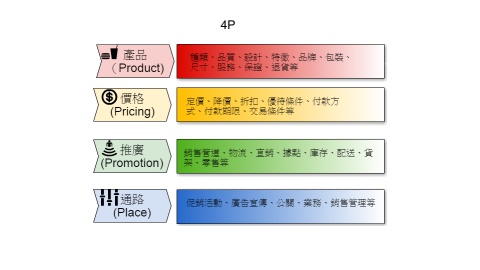 4P
產品
（Product)
種類、品質、設計、特徵、品牌、包裝、
尺寸、服務、保證、退貨等
價格
(Pricing)
定價、降價、折扣、優待條件、付款方
式、付款期限、交易條件等
推廣
(Promotion)
銷售管道、物流、直銷、據點、庫存、配送、貨
架、零售等
通路
(Place)
促銷活動、廣告宣傳、公關、業務、銷售管理等